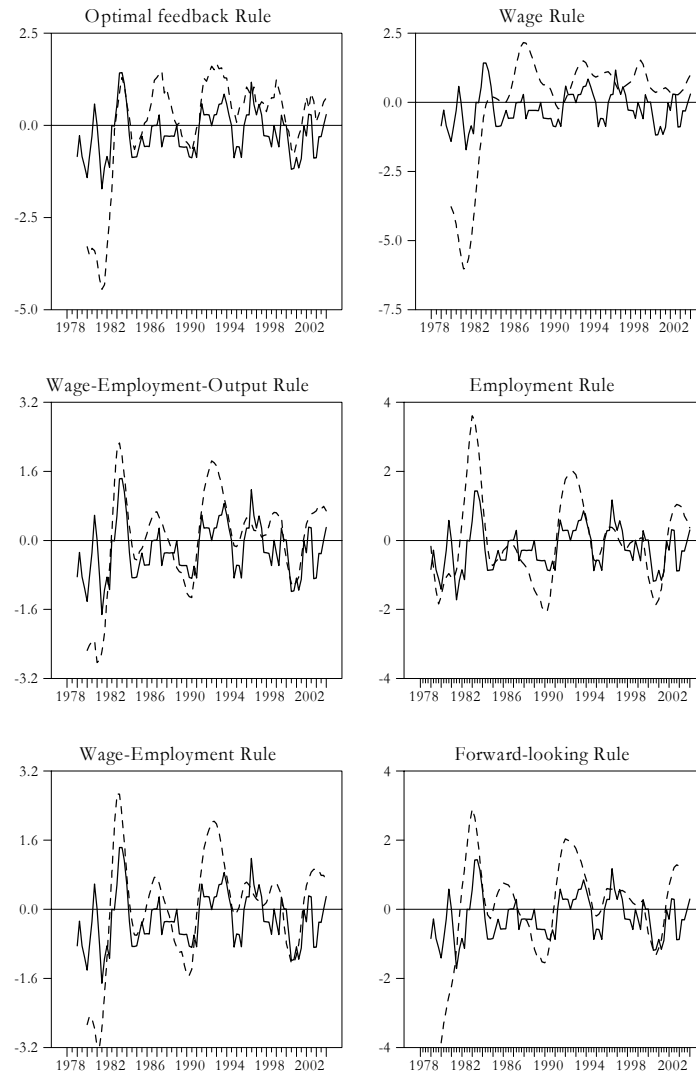 Optimal feedback Rule
2.5
0.0
-2.5
-5.0
1978 1982 1986 1990 1994 1998 2002
Wage Rule
2.5
0.0
-2.5
-5.0
-7.5
1978 1982 1986 1990 1994 1998 2002
Wage-Employment-Output Rule
3.2
1.6
0.0
-1.6
-3.2
1978 1982 1986 1990 1994 1998 2002
Employment Rule
4
2
0
-2
-4
1978 1982 1986 1990 1994 1998 2002
Wage-Employment Rule
3.2
1.6
0.0
-1.6
-3.2
1978 1982 1986 1990 1994 1998 2002
Forward-looking Rule
4
2
0
-2
-4
1978 1982 1986 1990 1994 1998 2002